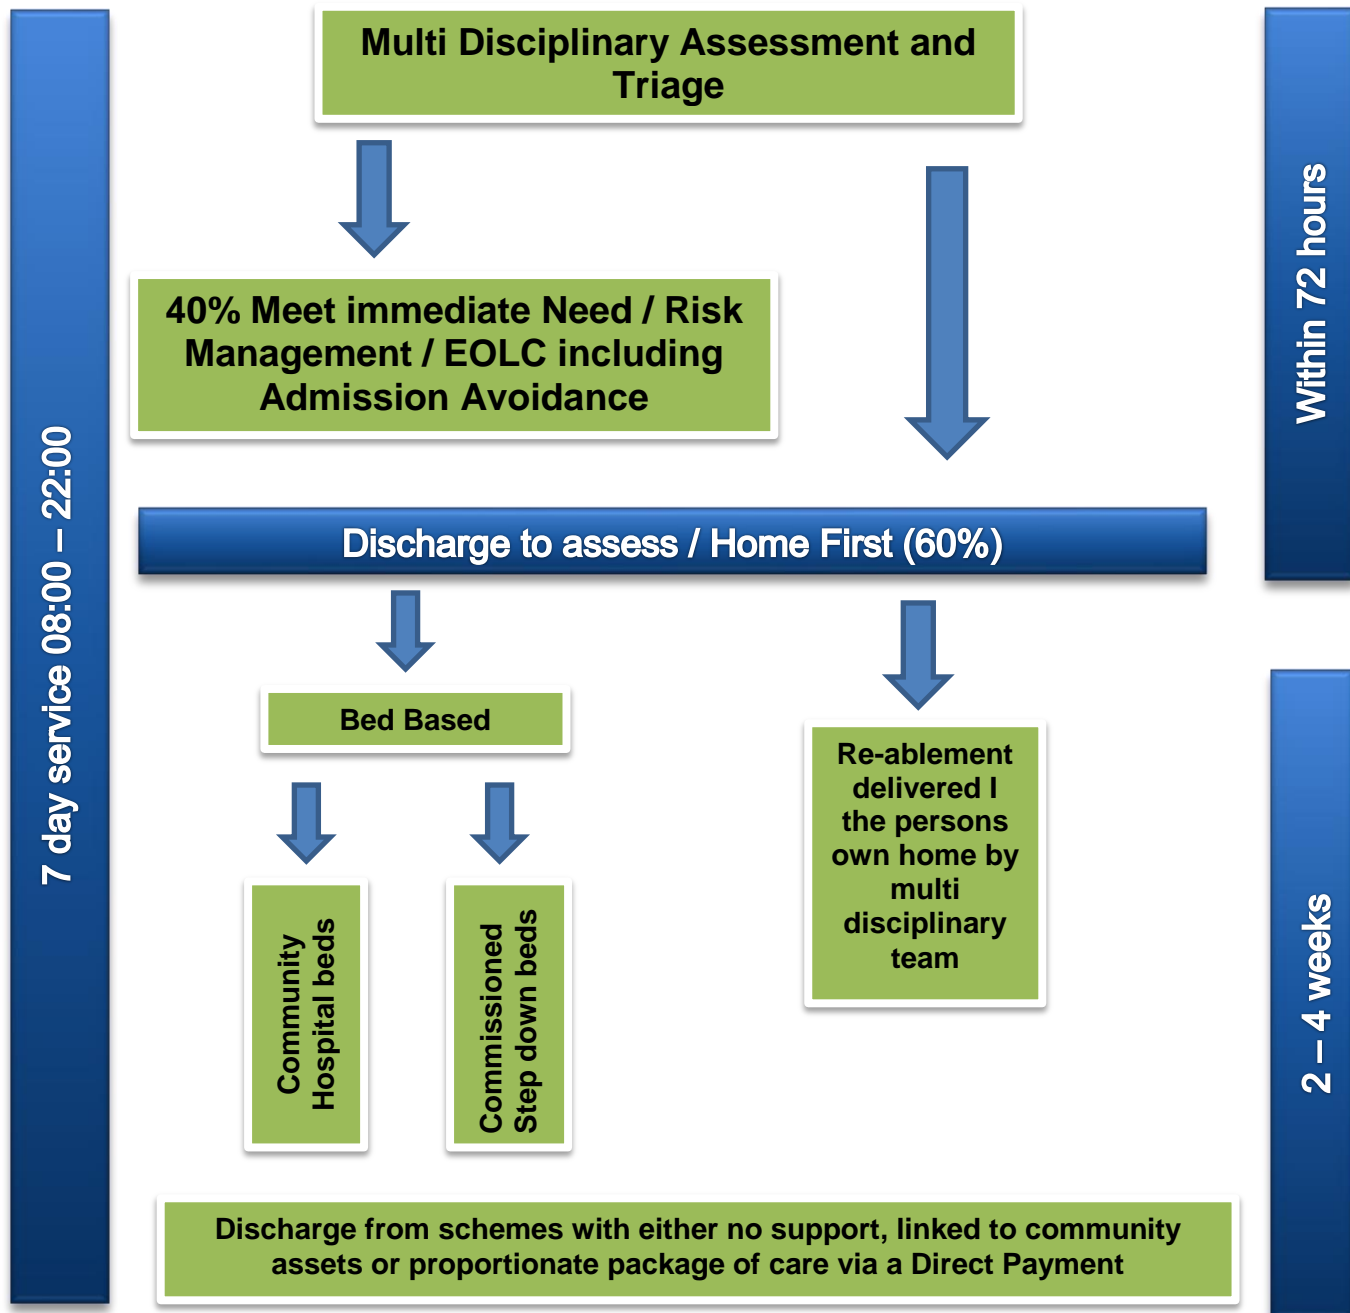 Multi Disciplinary Assessment and
Triage
40% Meet immediate Need / Risk
Management / EOLC including
Admission Avoidance
Discharge to assess / Home First (60%)
Bed Based
Community
Hospital beds
Commissioned
Step down beds
Re-ablement
delivered I
the persons
own home by
multi
disciplinary
team
Discharge from schemes with either no support, linked to community
assets or proportionate package of care via a Direct Payment
7 day service 08:00 – 22:00
Within 72 hours
2 – 4 weeks